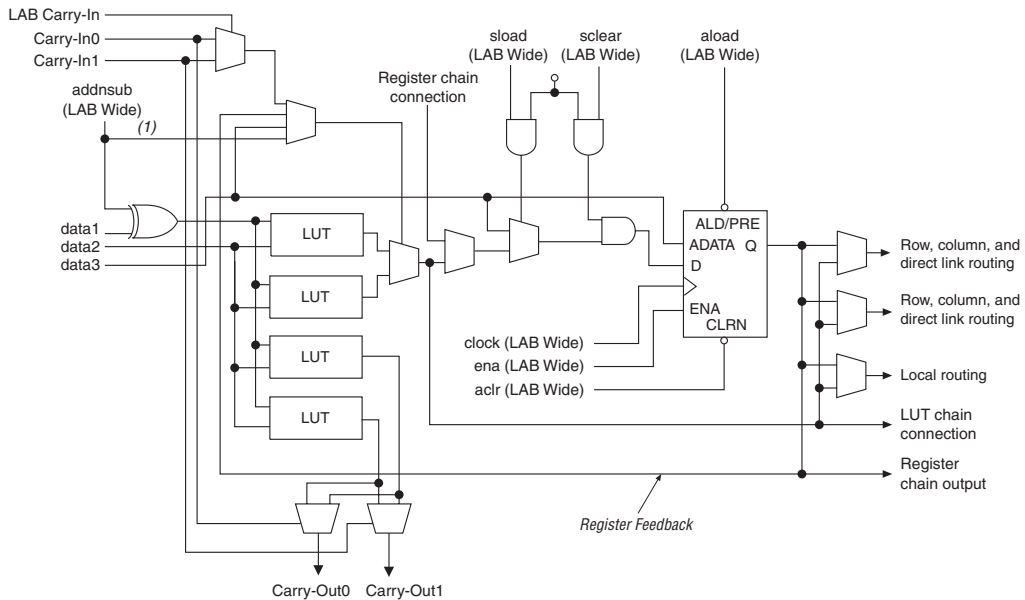 LAB Carry-In
Carry-In0
Carry-In1
addnsub
(LAB Wide)
(1)
data1
data2
data3
LUT
LUT
LUT
LUT
Register chain
connection
sload
(LAB Wide)
sclear
(LAB Wide)
aload
(LAB Wide)
ALD/PRE
ADATA Q
D
ENA
CLRN
clock (LAB Wide)
ena (LAB Wide)
aclr (LAB Wide)
Row, column, and
direct link routing
Row, column, and
direct link routing
Local routing
LUT chain
connection
Register
chain output
Register Feedback
Carry-Out0 Carry-Out1